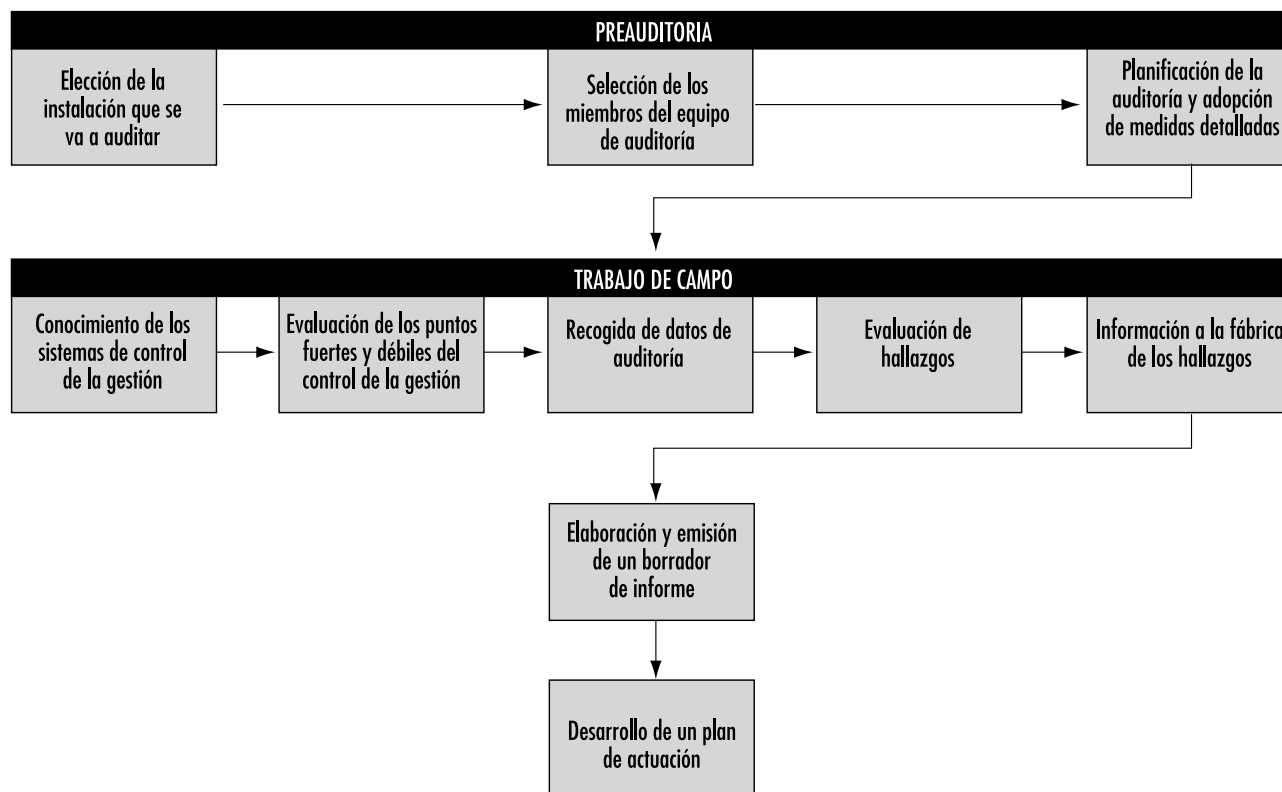 PREAUDITORIA
Elección de la
instalación que se
va a auditar
Selección de los
miembros del equipo
de auditoría
Planificación de la
auditoría y adopción
de medidas detalladas
TRABAJO DE CAMPO
Conocimiento de los
sistemas de control
de la gestión
Evaluación de los puntos
fuertes y débiles del
control de la gestión
Recogida de datos de
auditoría
Evaluación de
hallazgos
Información a la fábrica
de los hallazgos
Elaboración y emisión
de un borrador
de informe
Desarrollo de un plan
de actuación